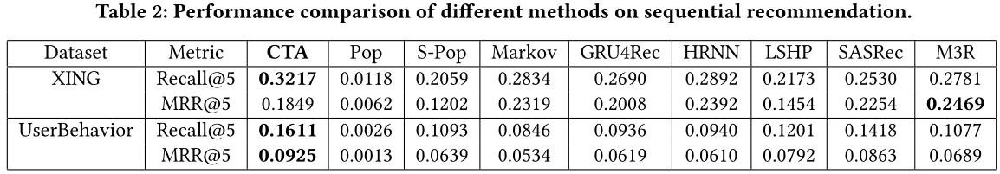 Table 2: Performance comparison of different methods on sequential recommendation.
Dataset Metric CTA Pop S-Pop Markov GRU4Rec HRNN LSHP SASRec M3R
XING Recall@5 0.3217 0.0118 0.2059 0.2834 0.2690 0.2892 0.2173 0.2530 0.2781
MRR@5 0.1849 0.0062 0.1202 0.2319 0.2008 0.2392 0.1454 0.2254 0.2469
UserBehavior Recall@5 0.1611 0.0026 0.1093 0.0846 0.0936 0.0940 0.1201 0.1418 0.1077
MRR@5 0.0925 0.0013 0.0639 0.0534 0.0619 0.0610 0.0792 0.0863 0.0689